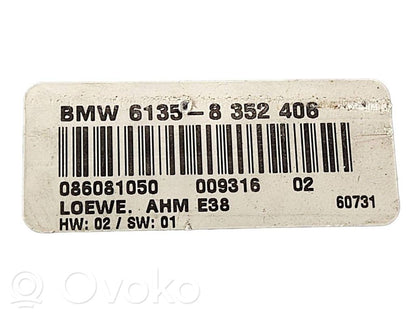 BMW 6135-8 352 406
086081050 009316 02
LOEWE. AHM E38 60731
HW: 02 / SW: 01
OVOKO